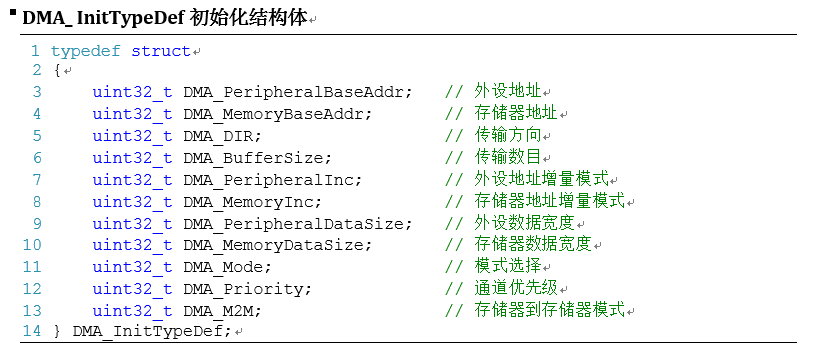 DMA_ InitTypeDef 初始化结构体
1 typedef struct
2 {
3 uint32_t DMA_PeripheralBaseAddr; // 外设地址
4 uint32_t DMA_MemoryBaseAddr; // 存储器地址
5 uint32_t DMA_DIR; // 传输方向
6 uint32_t DMA_BufferSize; // 传输数目
7 uint32_t DMA_PeripheralInc; // 外设地址增量模式
8 uint32_t DMA_MemoryInc; // 存储器地址增量模式
9 uint32_t DMA_PeripheralDataSize; // 外设数据宽度
10 uint32_t DMA_MemoryDataSize; // 存储器数据宽度
11 uint32_t DMA_Mode; // 模式选择
12 uint32_t DMA_Priority; // 通道优先级
13 uint32_t DMA_M2M; // 存储器到存储器模式
14 } DMA_InitTypeDef;